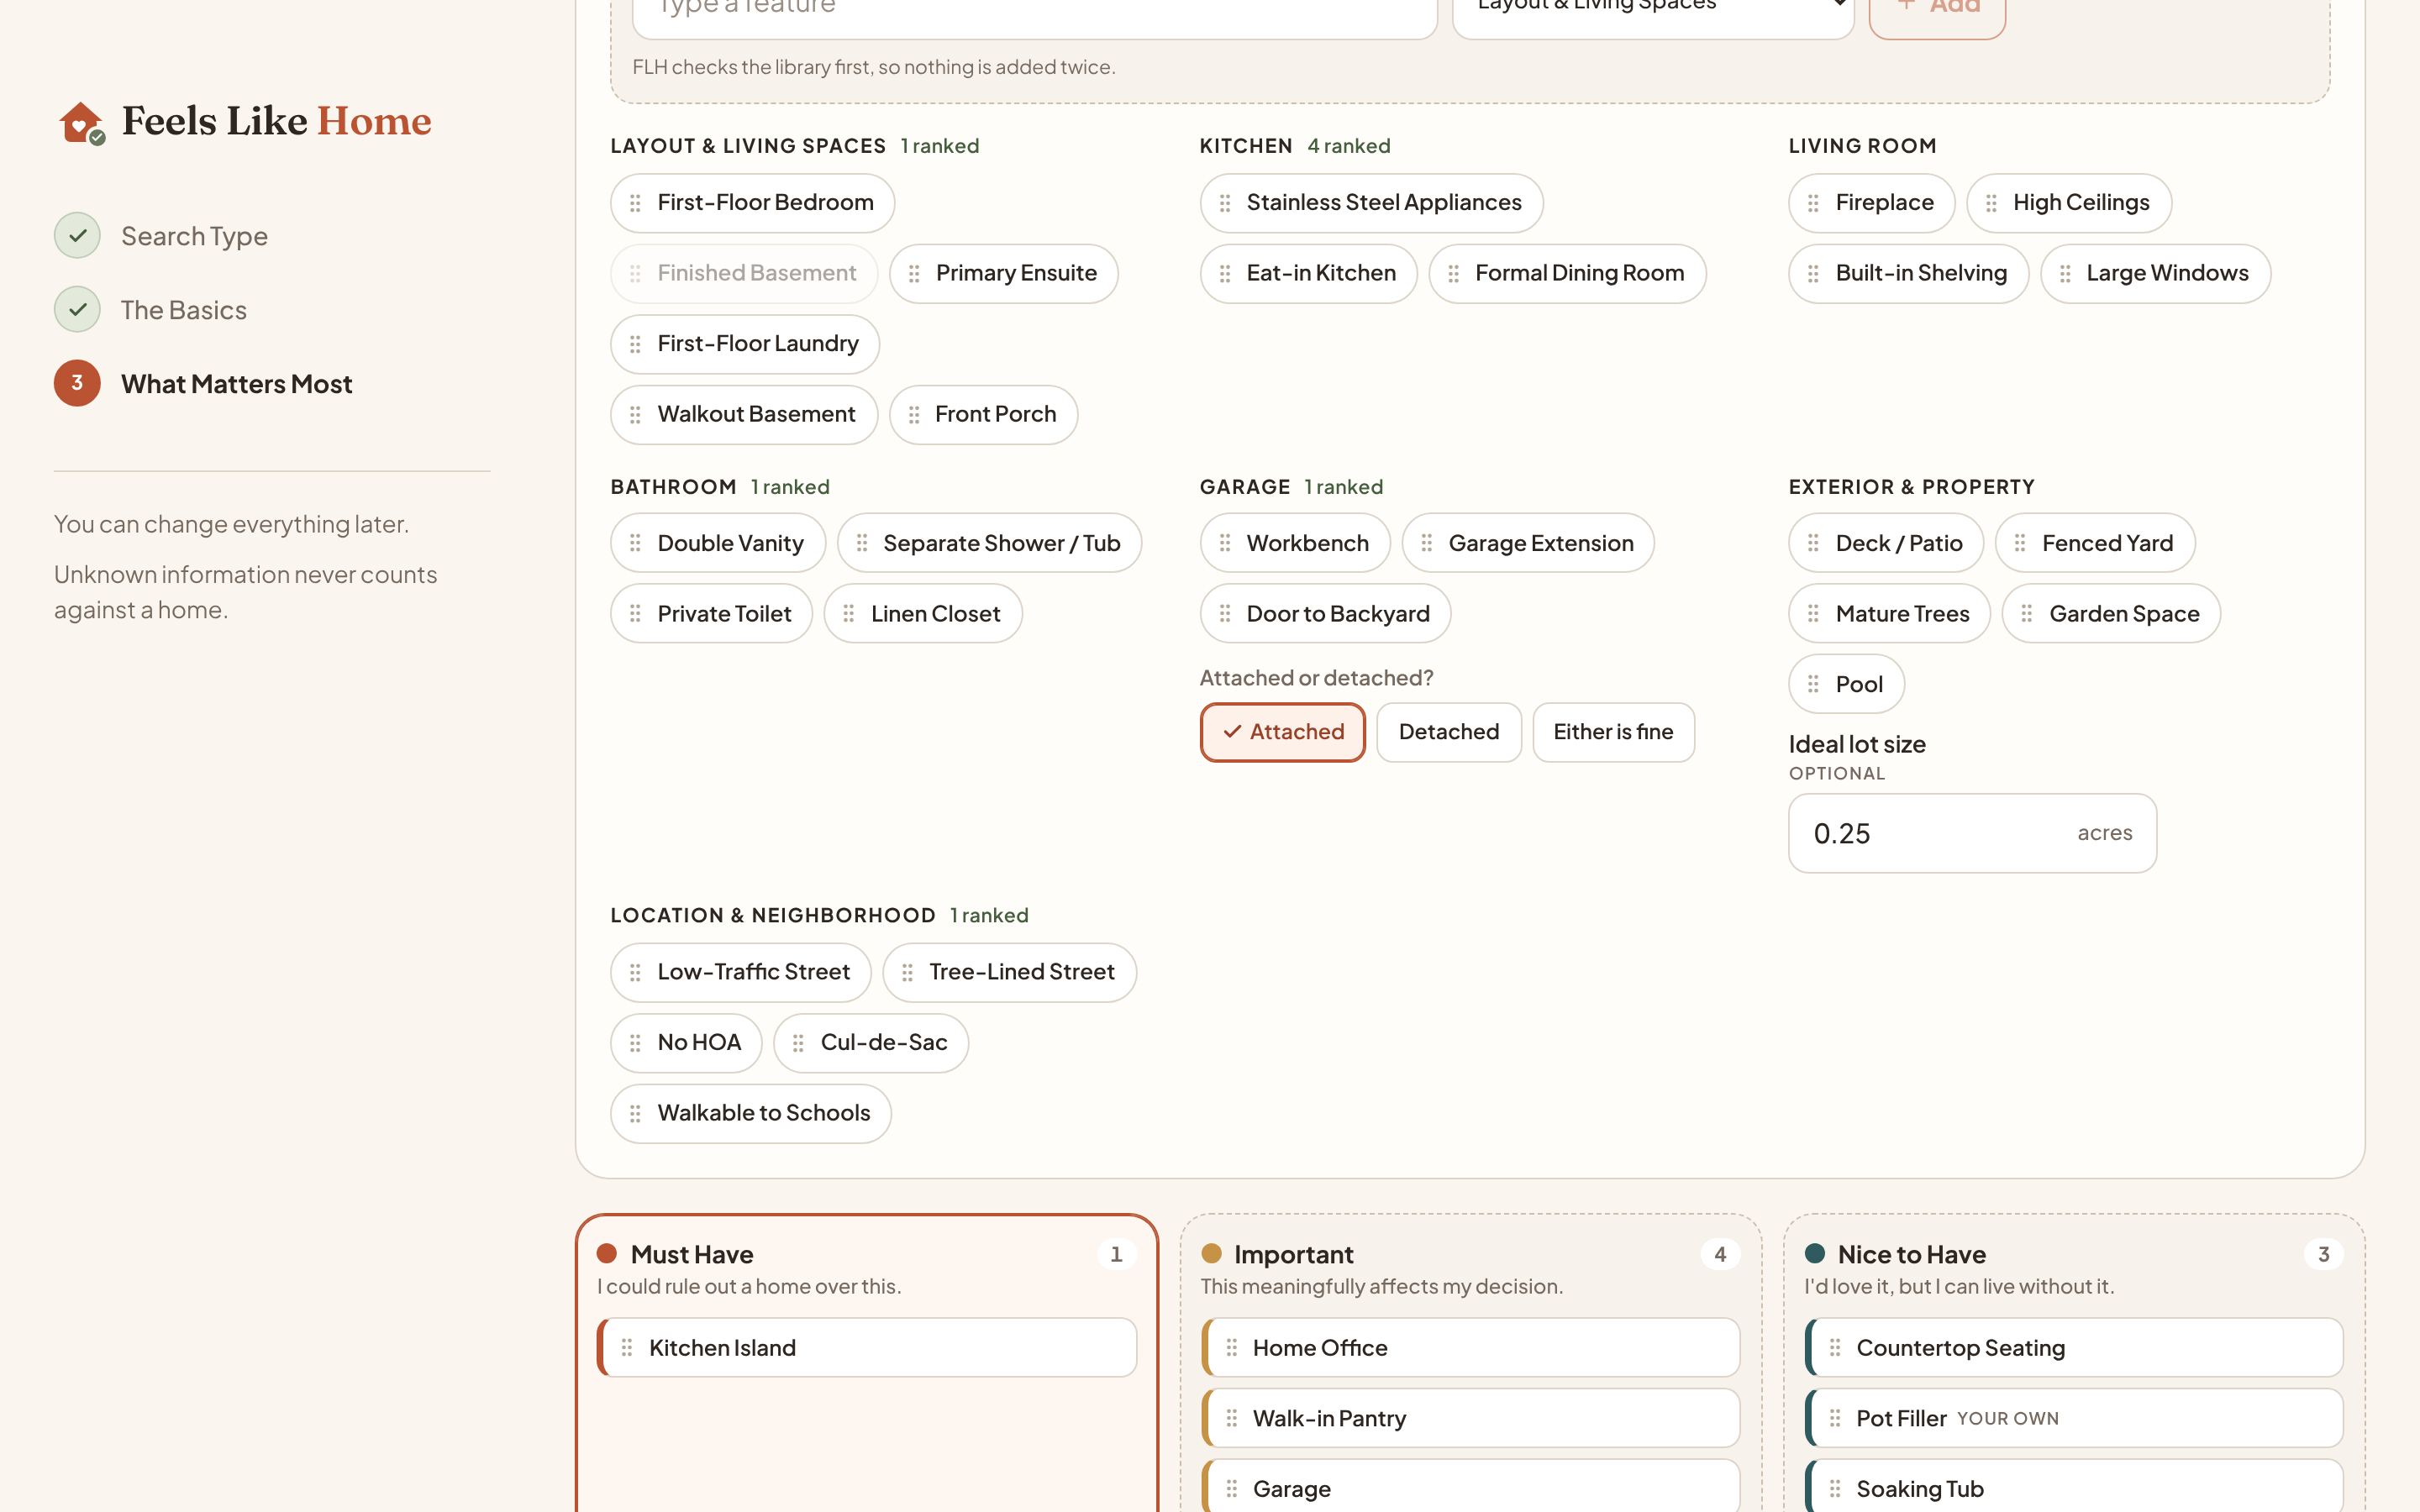 Type a feature
Layout & Living Spaces
+ Add
FLH checks the library first, so nothing is added twice.
Feels Like Home
Search Type
The Basics
3 What Matters Most
You can change everything later.
Unknown information never counts
against a home.
LAYOUT & LIVING SPACES 1 ranked
First-Floor Bedroom
Finished Basement
Primary Ensuite
First-Floor Laundry
Walkout Basement
Front Porch
KITCHEN 4 ranked
Stainless Steel Appliances
Eat-in Kitchen
Formal Dining Room
LIVING ROOM
Fireplace
High Ceilings
Built-in Shelving
Large Windows
BATHROOM 1 ranked
Double Vanity
Separate Shower / Tub
Private Toilet
Linen Closet
GARAGE 1 ranked
Workbench
Garage Extension
Door to Backyard
Attached or detached?
Attached
Detached
Either is fine
EXTERIOR & PROPERTY
Deck / Patio
Fenced Yard
Mature Trees
Garden Space
Pool
Ideal lot size
OPTIONAL
0.25 acres
LOCATION & NEIGHBORHOOD 1 ranked
Low-Traffic Street
Tree-Lined Street
No HOA
Cul-de-Sac
Walkable to Schools
Must Have 1
I could rule out a home over this.
Kitchen Island
Important 4
This meaningfully affects my decision.
Home Office
Walk-in Pantry
Garage
Nice to Have 3
I'd love it, but I can live without it.
Countertop Seating
Pot Filler YOUR OWN
Soaking Tub